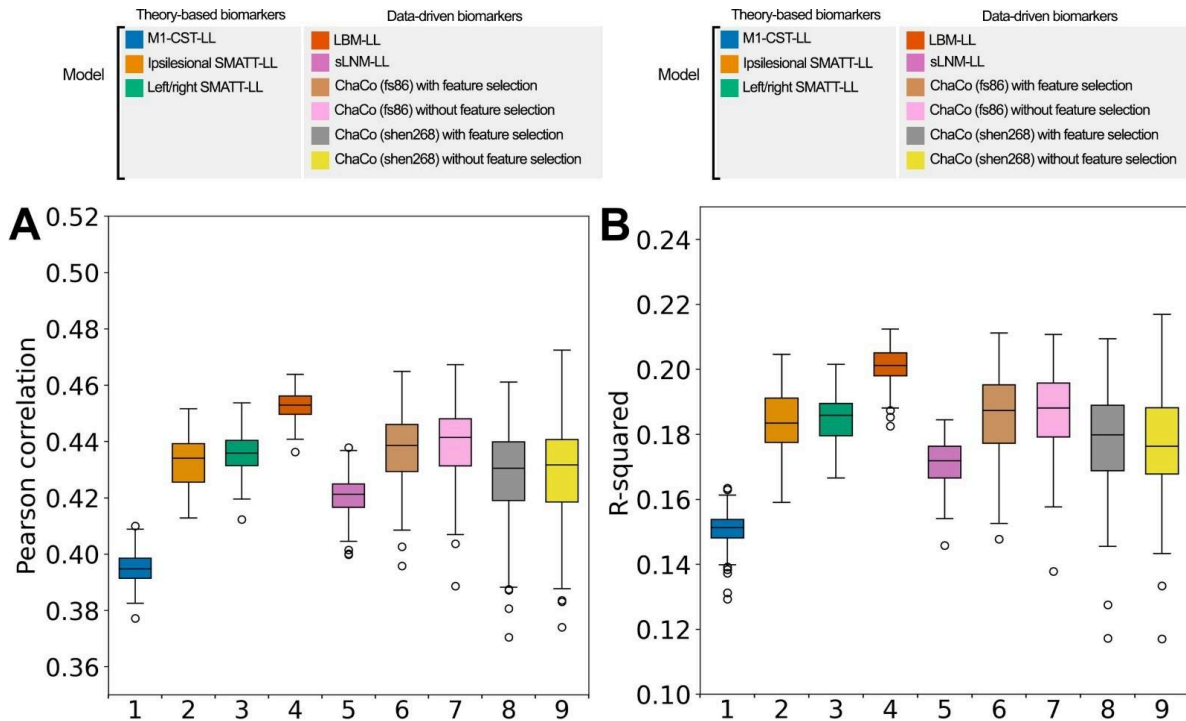 Theory-based biomarkers
Data-driven biomarkers
Model
M1-CST-LL
Ipsilesional SMATT-LL
Left/right SMATT-LL
LBM-LL
sLNM-LL
ChaCo (fs86) with feature selection
ChaCo (fs86) without feature selection
ChaCo (shen268) with feature selection
ChaCo (shen268) without feature selection
Theory-based biomarkers
Data-driven biomarkers
Model
M1-CST-LL
Ipsilesional SMATT-LL
Left/right SMATT-LL
LBM-LL
sLNM-LL
ChaCo (fs86) with feature selection
ChaCo (fs86) without feature selection
ChaCo (shen268) with feature selection
ChaCo (shen268) without feature selection
A
Pearson correlation
0.52
0.50
0.48
0.46
0.44
0.42
0.40
0.38
0.36
1 2 3 4 5 6 7 8 9
B
R-squared
0.24
0.22
0.20
0.18
0.16
0.14
0.12
0.10
1 2 3 4 5 6 7 8 9